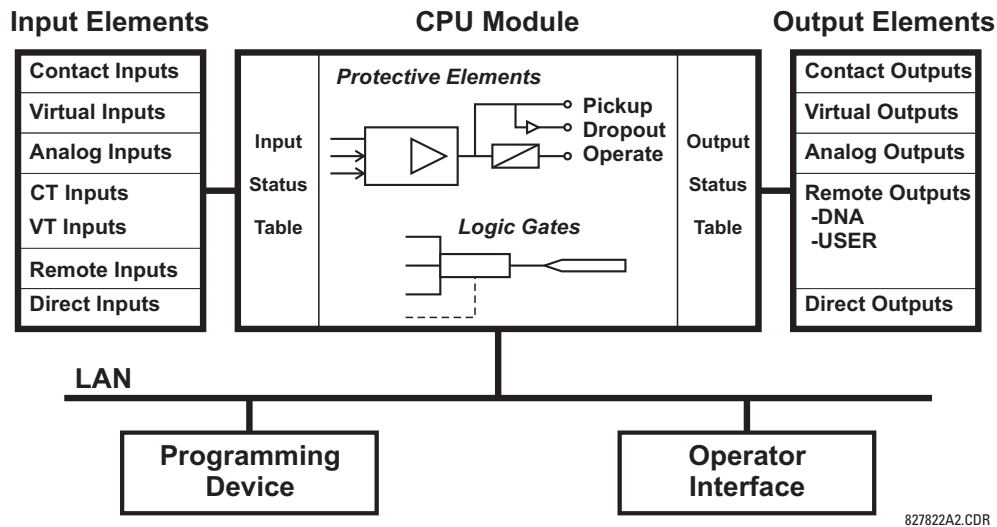 Input Elements
CPU Module
Output Elements
Contact Inputs
Virtual Inputs
Analog Inputs
CT Inputs
VT Inputs
Remote Inputs
Direct Inputs
Input
Status
Table
Protective Elements
Pickup
Dropout
Operate
Logic Gates
Output
Status
Table
Contact Outputs
Virtual Outputs
Analog Outputs
Remote Outputs
-DNA
-USER
Direct Outputs
LAN
Programming
Device
Operator
Interface
827822A2.CDR